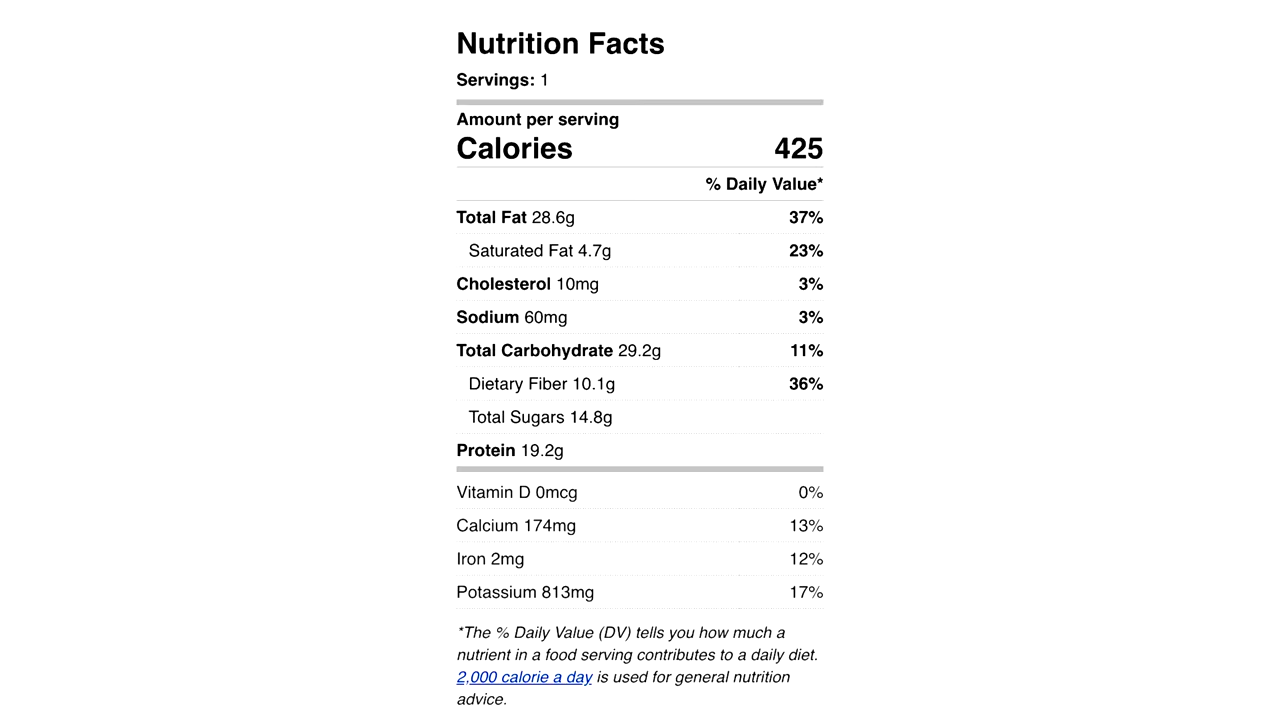 Nutrition Facts
Servings: 1
Amount per serving
Calories 425
% Daily Value*
Total Fat 28.6g 37%
Saturated Fat 4.7g 23%
Cholesterol 10mg 3%
Sodium 60mg 3%
Total Carbohydrate 29.2g 11%
Dietary Fiber 10.1g 36%
Total Sugars 14.8g
Protein 19.2g
Vitamin D 0mcg 0%
Calcium 174mg 13%
Iron 2mg 12%
Potassium 813mg 17%
*The % Daily Value (DV) tells you how much a
nutrient in a food serving contributes to a daily diet.
2,000 calorie a day is used for general nutrition
advice.